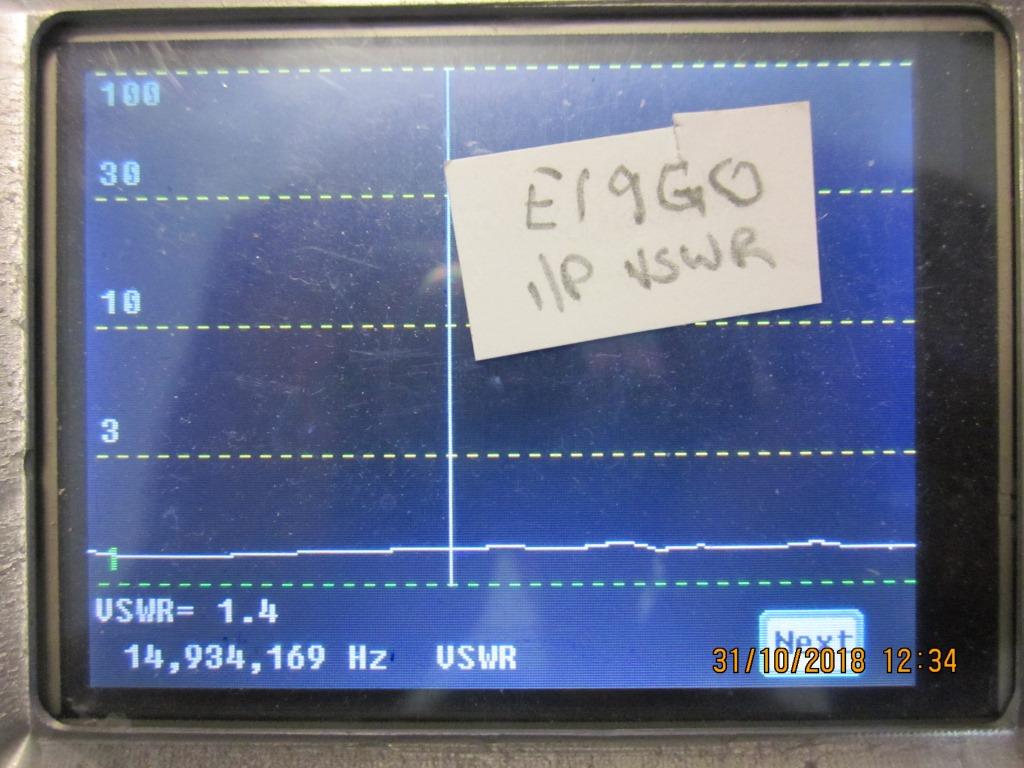 100
30
E19GO
I/P VSWR
10
3
1
VSWR= 1.4
14,934,169 Hz VSWR
Next
31/10/2018 12:34